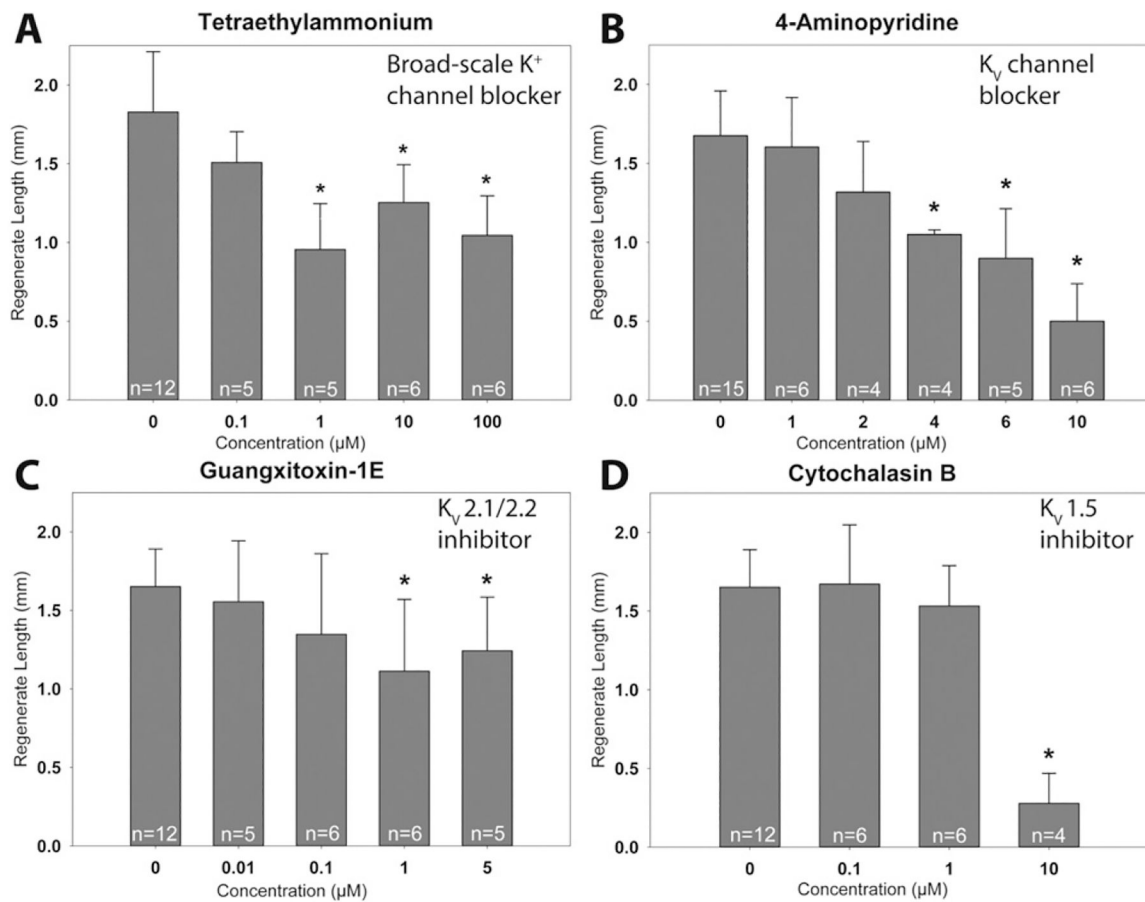 A
Tetraethylammonium
Broad-scale K⁺
channel blocker
Regenerate Length (mm)
2.0
1.5
1.0
0.5
0.0
n=12
n=5
n=5
n=6
n=6
0
0.1
1
10
100
Concentration (µM)
B
4-Aminopyridine
Kᵥ channel
blocker
Regenerate Length (mm)
2.0
1.5
1.0
0.5
0.0
*
*
*
n=15
n=6
n=4
n=4
n=5
n=6
0
1
2
4
6
10
Concentration (µM)
C
Guangxitoxin-1E
Kᵥ 2.1/2.2
inhibitor
Regenerate Length (mm)
2.0
1.5
1.0
0.5
0.0
*
*
n=12
n=5
n=6
n=6
n=5
0
0.01
0.1
1
5
Concentration (µM)
D
Cytochalasin B
Kᵥ 1.5
inhibitor
Regenerate Length (mm)
2.0
1.5
1.0
0.5
0.0
*
n=12
n=6
n=6
n=4
0
0.1
1
10
Concentration (µM)